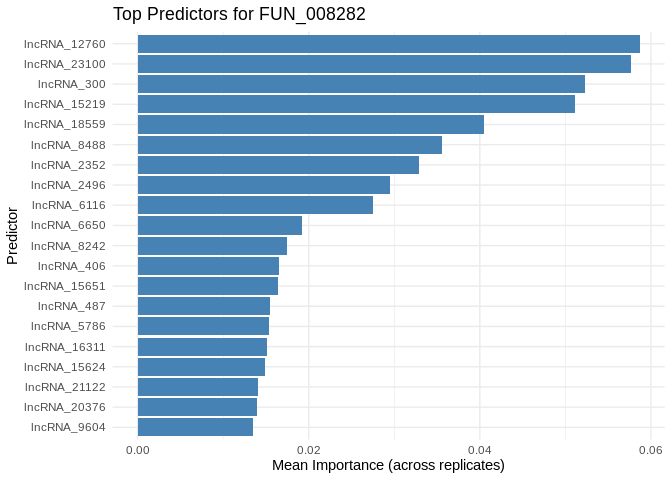 Top Predictors for FUN_008282
Predictor
lncRNA_12760
lncRNA_23100
lncRNA_300
lncRNA_15219
lncRNA_18559
lncRNA_8488
lncRNA_2352
lncRNA_2496
lncRNA_6116
lncRNA_6650
lncRNA_8242
lncRNA_406
lncRNA_15651
lncRNA_487
lncRNA_5786
lncRNA_16311
lncRNA_15624
lncRNA_21122
lncRNA_20376
lncRNA_9604
0.00 0.02 0.04 0.06
Mean Importance (across replicates)